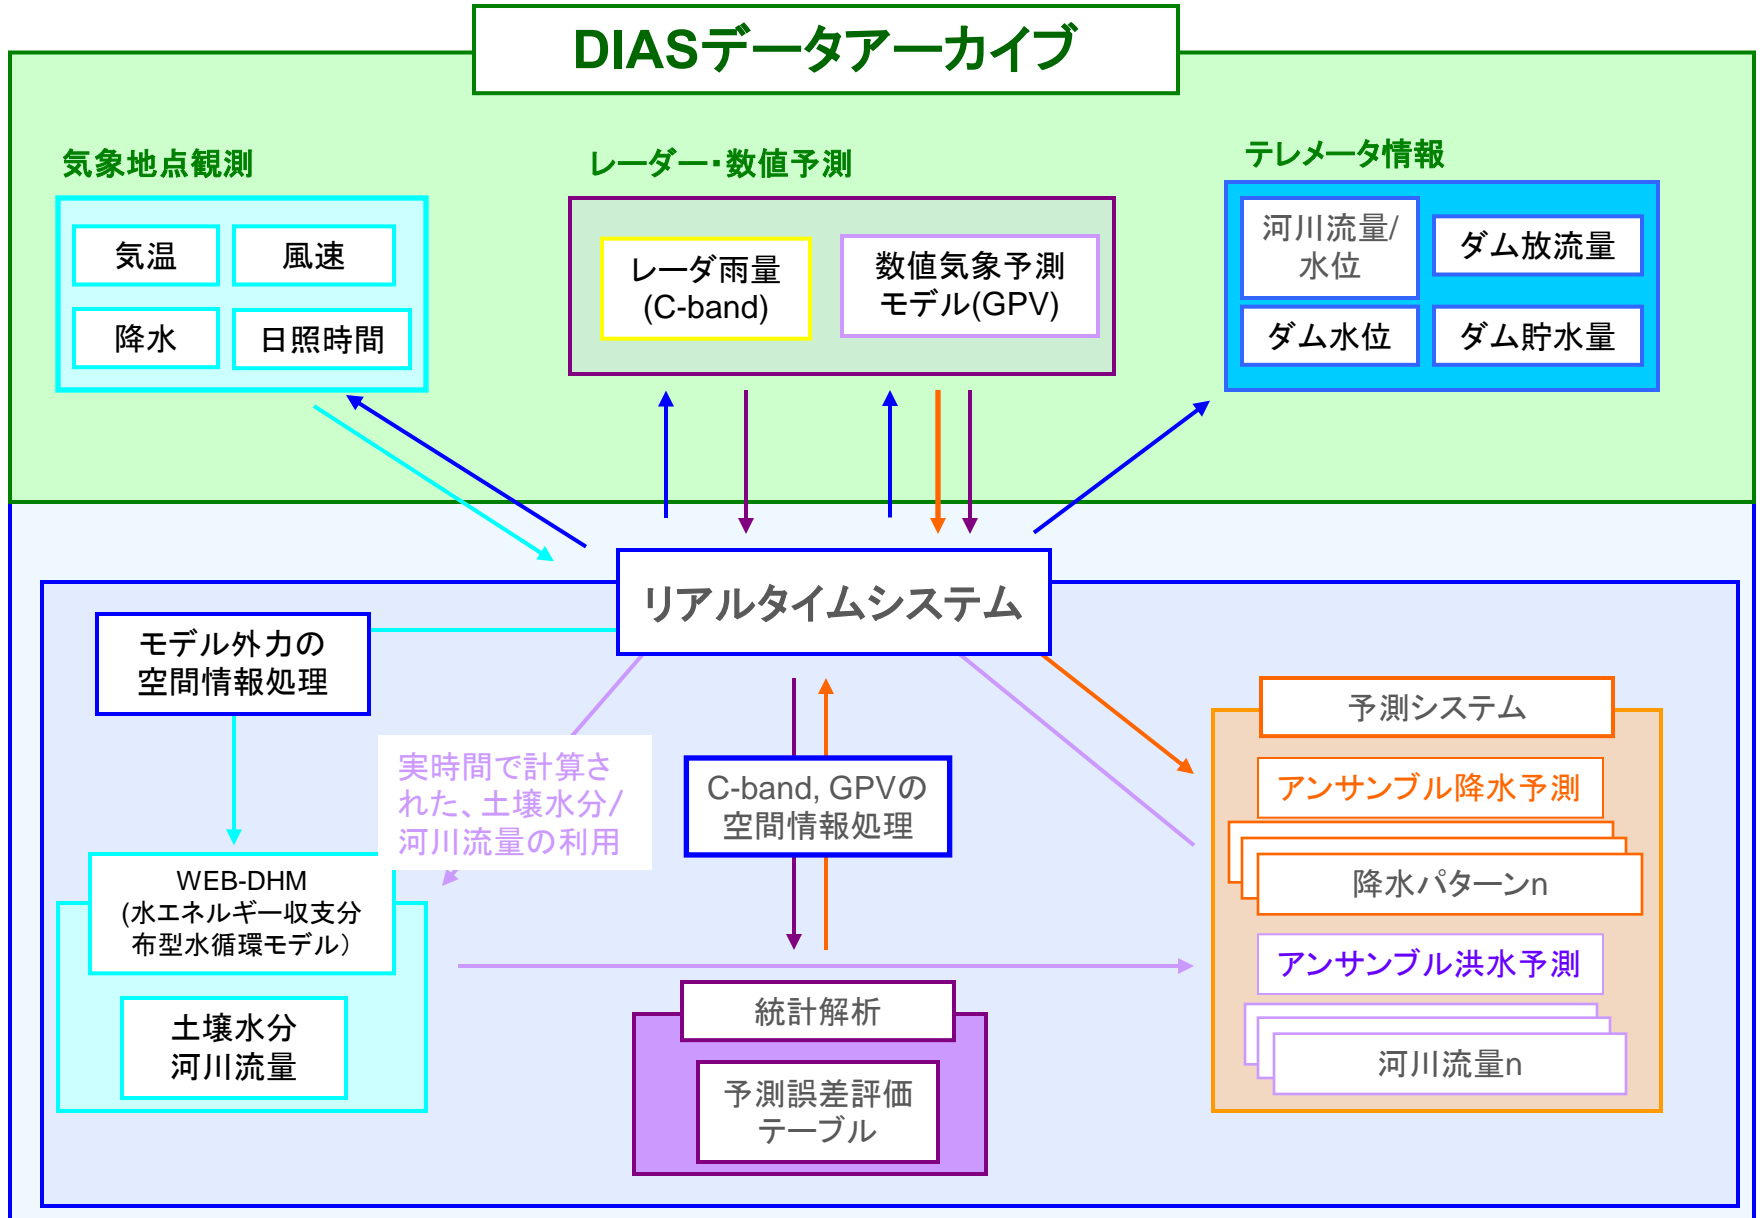 DIASデータアーカイブ
気象地点観測
気温
風速
降水
日照時間
レーダー・数値予測
レーダ雨量
(C-band)
数値気象予測
モデル(GPV)
テレメータ情報
河川流量/
水位
ダム放流量
ダム水位
ダム貯水量
リアルタイムシステム
モデル外力の
空間情報処理
実時間で計算さ
れた、土壌水分/
河川流量の利用
C-band, GPVの
空間情報処理
WEB-DHM
(水エネルギー収支分
布型水循環モデル）
土壌水分
河川流量
統計解析
予測誤差評価
テーブル
予測システム
アンサンブル降水予測
降水パターンn
アンサンブル洪水予測
河川流量n